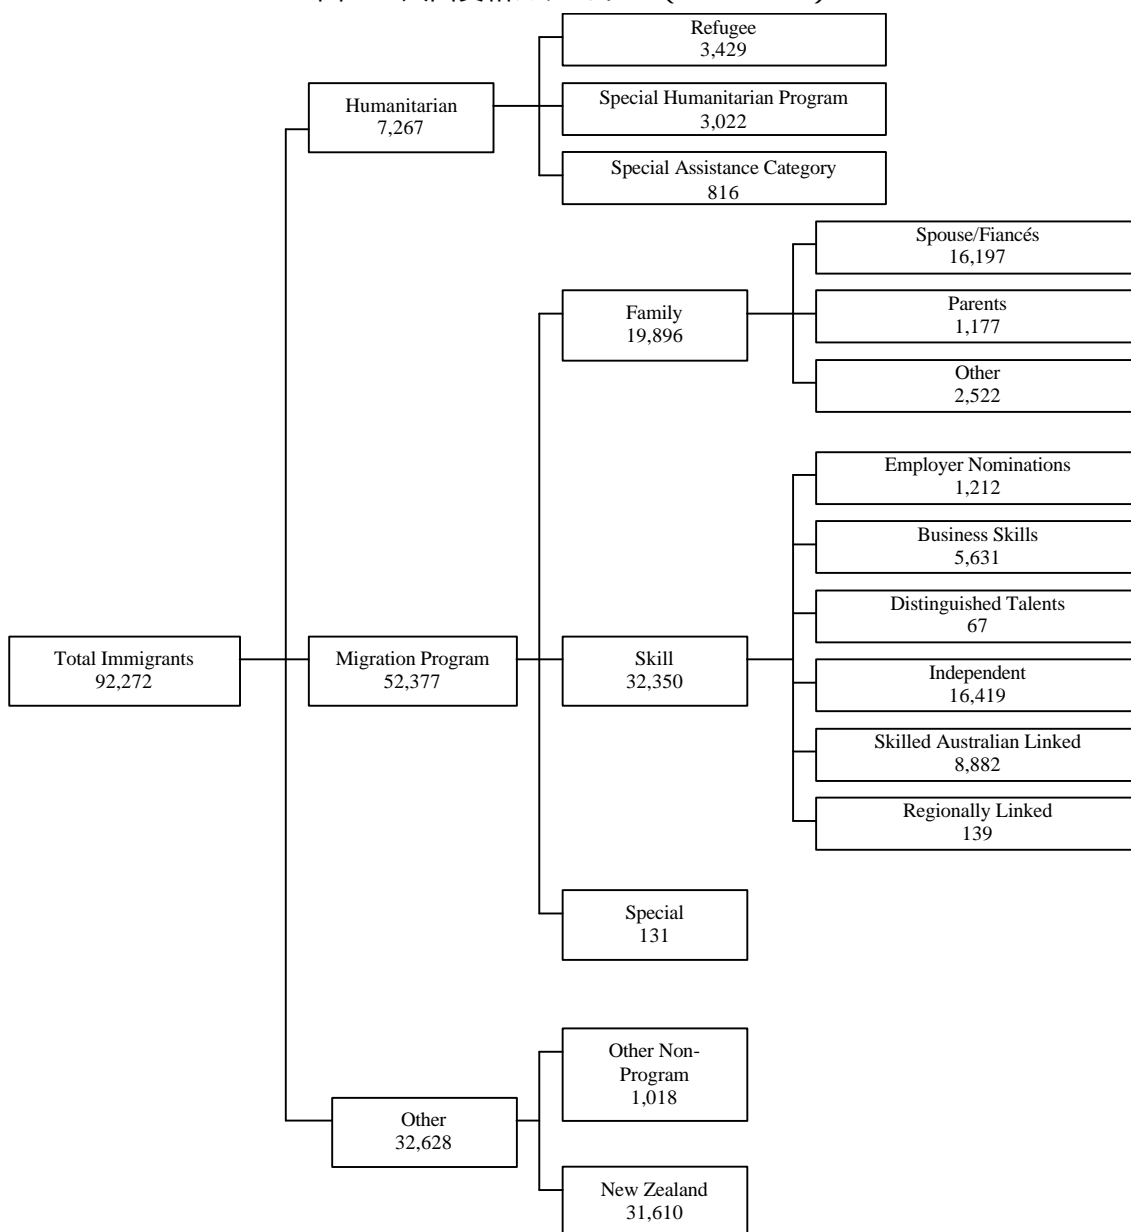 Refugee
3,429
Humanitarian
7,267
Special Humanitarian Program
3,022
Special Assistance Category
816
Spouse/Fiancés
16,197
Family
19,896
Parents
1,177
Other
2,522
Employer Nominations
1,212
Business Skills
5,631
Distinguished Talents
67
Total Immigrants
92,272
Migration Program
52,377
Skill
32,350
Independent
16,419
Skilled Australian Linked
8,882
Regionally Linked
139
Special
131
Other Non-
Program
1,018
Other
32,628
New Zealand
31,610